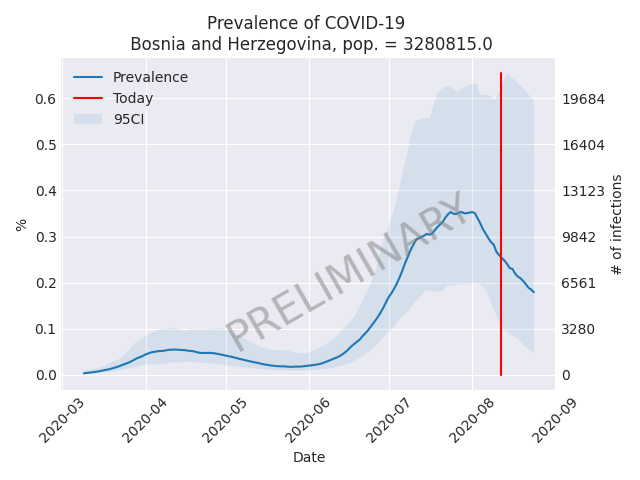 Prevalence of COVID-19
Bosnia and Herzegovina, pop. = 3280815.0
Prevalence
Today
95CI
0.6
0.5
0.4
0.3
0.2
0.1
0.0
%
19684
16404
13123
9842
6561
3280
0
# of infections
PRELIMINARY
2020-03
2020-04
2020-05
2020-06
2020-07
2020-08
2020-09
Date